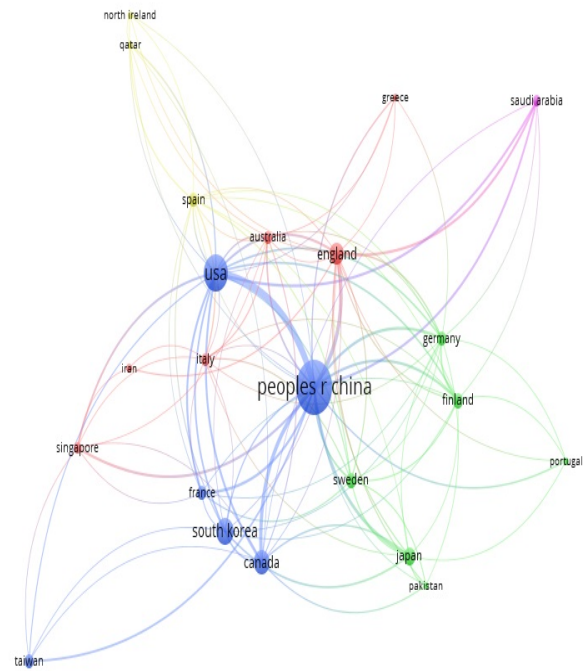 north ireland
qatar
greece
saudi arabia
spain
australia
england
usa
germany
italy
iran
peoples r china
finland
singapore
portugal
sweden
france
south korea
japan
canada
pakistan
taiwan